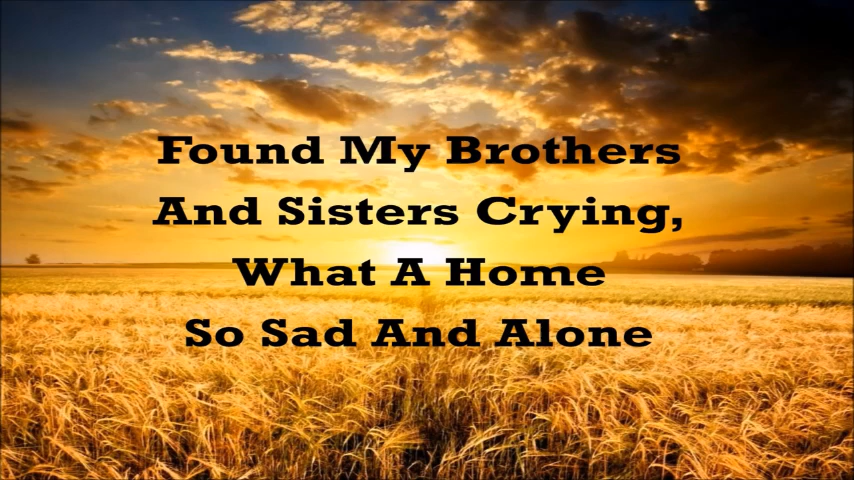 Found My Brothers
And Sisters Crying,
What A Home
So Sad And Alone